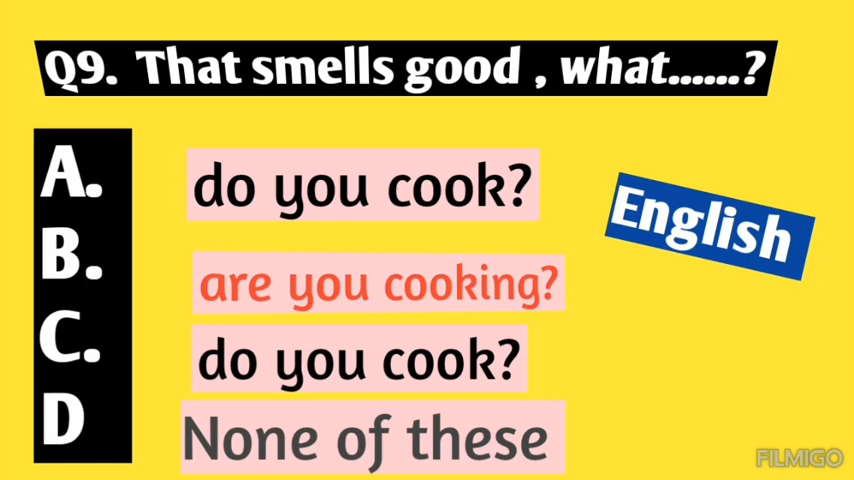 Q9. That smells good , what......?
A. do you cook?
English
B. are you cooking?
C. do you cook?
D None of these
FILMIGO